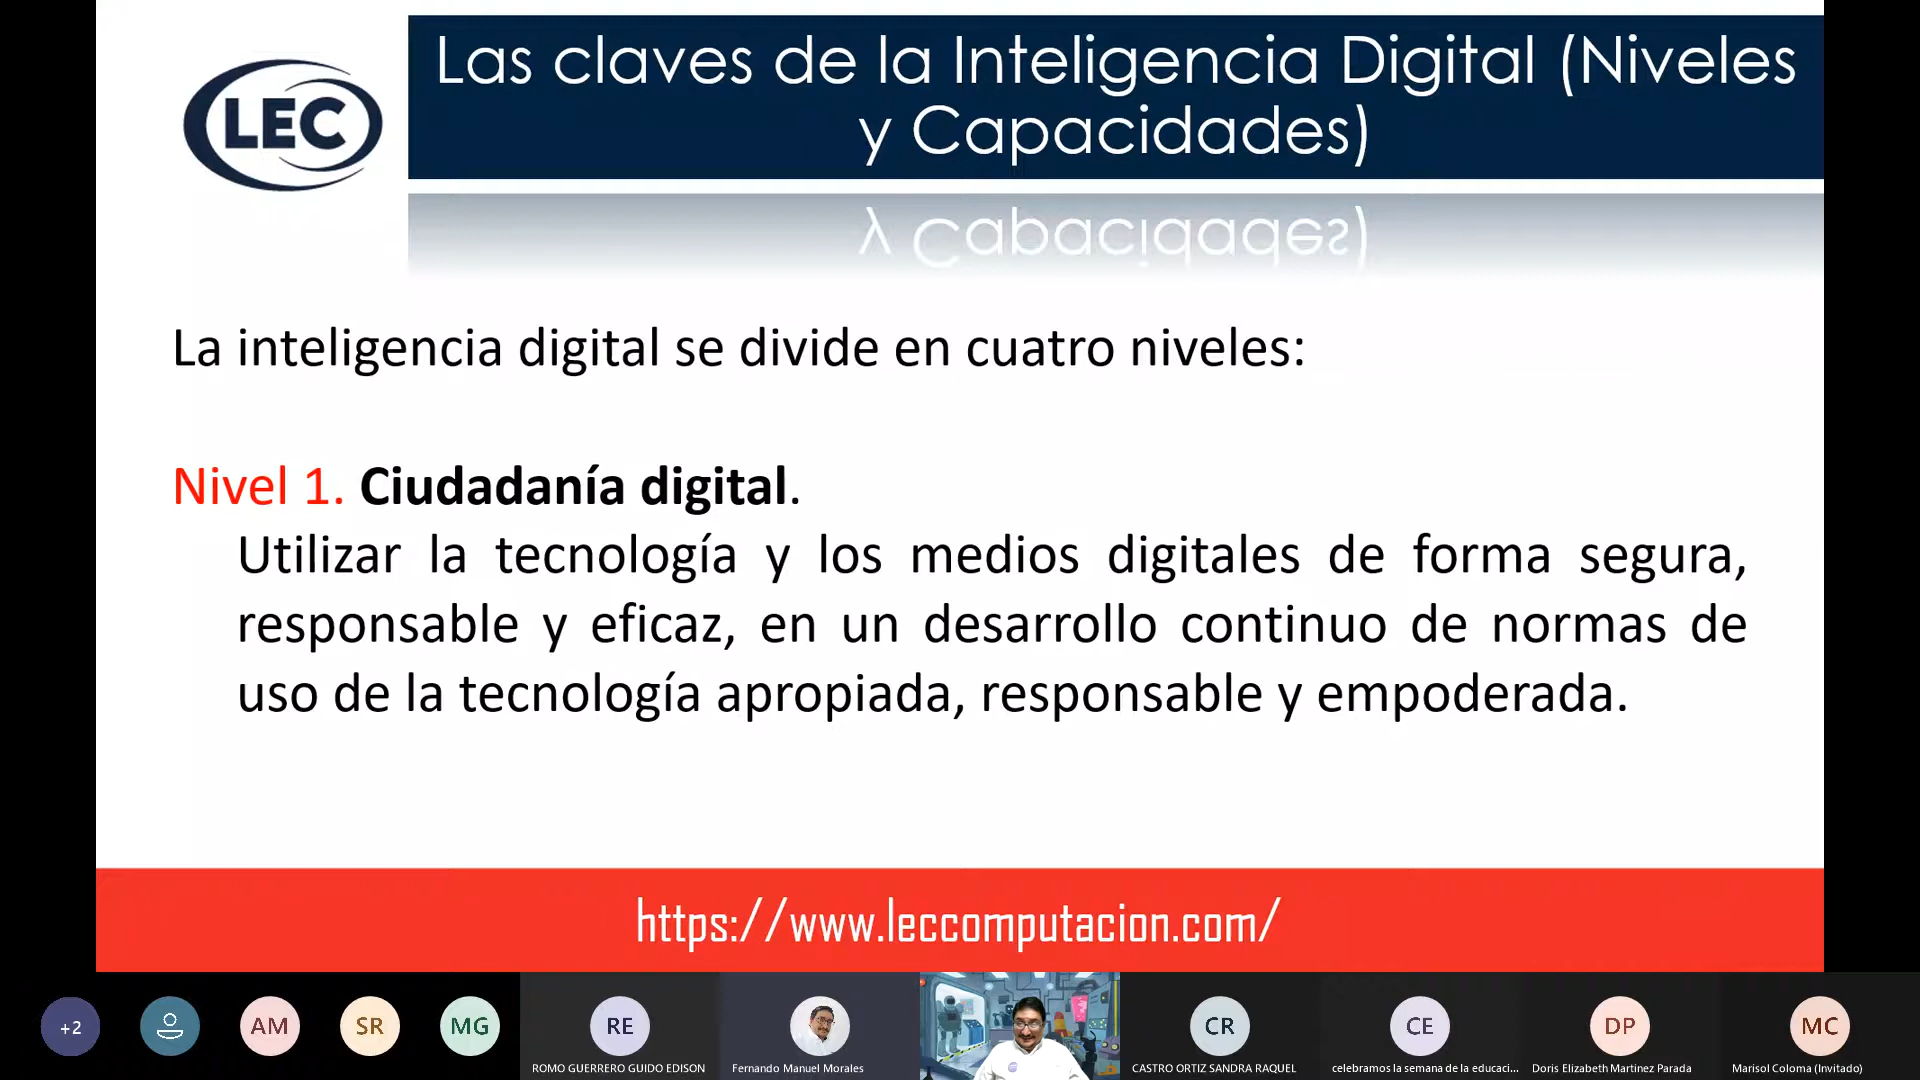 LEC
Las claves de la Inteligencia Digital (Niveles
y Capacidades)
La inteligencia digital se divide en cuatro niveles:
Nivel 1. Ciudadanía digital.
Utilizar la tecnología y los medios digitales de forma segura,
responsable y eficaz, en un desarrollo continuo de normas de
uso de la tecnología apropiada, responsable y empoderada.
https://www.leccomputacion.com/
+2
AM
SR
MG
RE
CR
CE
DP
MC
ROMO GUERRERO GUIDO EDISON
Fernando Manuel Morales
CASTRO ORTIZ SANDRA RAQUEL
celebramos la semana de la educaci...
Doris Elizabeth Martinez Parada
Marisol Coloma (Invitado)